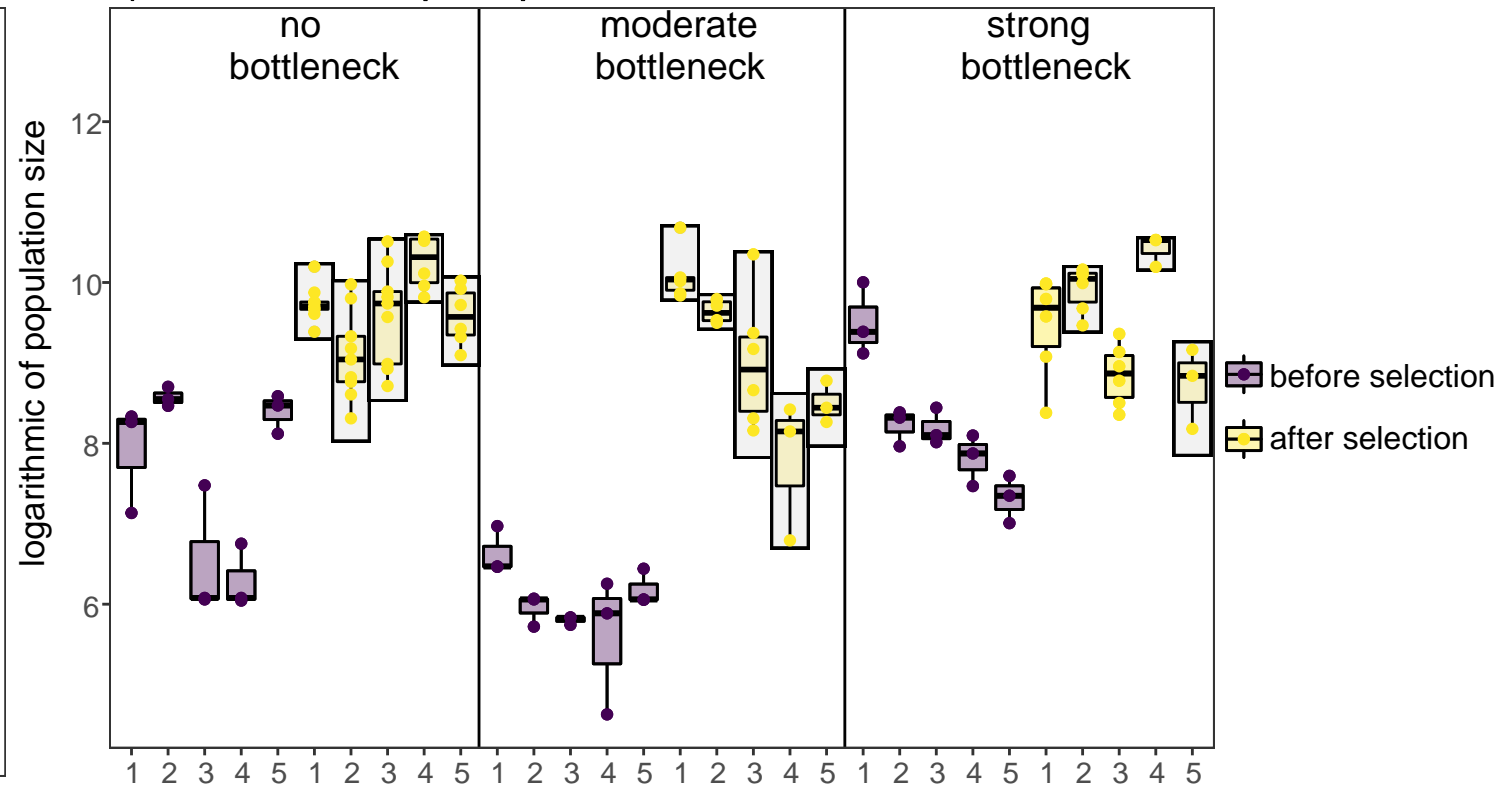 no
bottleneck
moderate
bottleneck
strong
bottleneck
logarithmic of population size
12
10
8
6
before selection
after selection
1 2 3 4 5 1 2 3 4 5 1 2 3 4 5 1 2 3 4 5 1 2 3 4 5 1 2 3 4 5